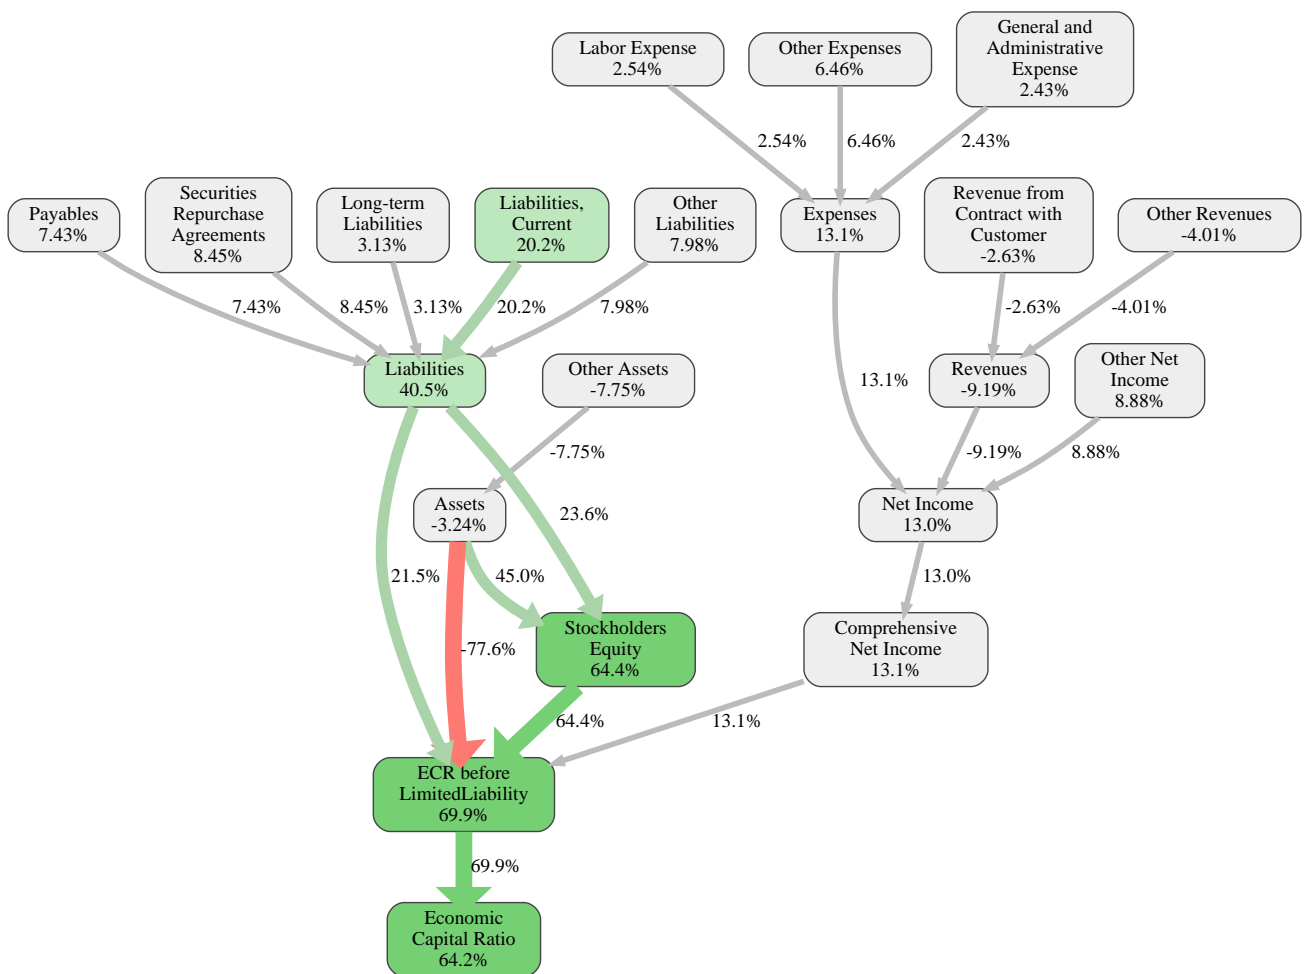 General and
Administrative
Expense
2.43%
Labor Expense
2.54%
Other Expenses
6.46%
2.54%
6.46%
2.43%
Payables
7.43%
Securities
Repurchase
Agreements
8.45%
Long-term
Liabilities
3.13%
Liabilities,
Current
20.2%
Other
Liabilities
7.98%
Expenses
13.1%
Revenue from
Contract with
Customer
-2.63%
Other Revenues
-4.01%
7.43%
8.45%
3.13%
20.2%
7.98%
-2.63%
-4.01%
Liabilities
40.5%
Other Assets
-7.75%
13.1%
Revenues
-9.19%
Other Net
Income
8.88%
-7.75%
-9.19%
8.88%
Assets
-3.24%
23.6%
Net Income
13.0%
21.5%
45.0%
13.0%
-77.6%
Stockholders
Equity
64.4%
Comprehensive
Net Income
13.1%
64.4%
13.1%
ECR before
LimitedLiability
69.9%
69.9%
Economic
Capital Ratio
64.2%